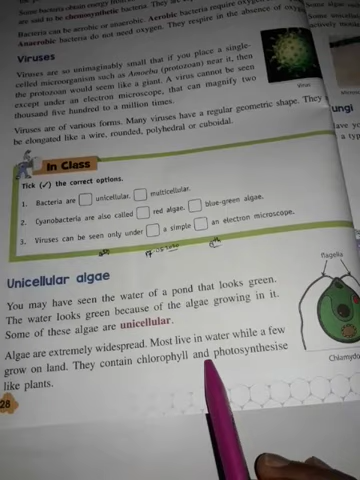 Some bacteria obtain energy
are said to be chemosynthetic bacteria. They are
Bacteria can be aerobic or anaerobic. Aerobic bacteria require oxygen
Anaerobic bacteria do not need oxygen. They respire in the absence of oxyg
Viruses
Viruses are so unimaginably small that if you place a single-
celled microorganism such as Amoeba (protozoan) near it, then
the protozoan would seem like a giant. A virus cannot be seen
except under an electron microscope, that can magnify two
thousand five hundred to a million times.
Virus
Viruses are of various forms. Many viruses have a regular geometric shape. They
be elongated like a wire, rounded, polyhedral or cuboidal.
In Class
Tick (✓) the correct options.
1. Bacteria are unicellular. multicellular.
2. Cyanobacteria are also called red algae. blue-green algae.
3. Viruses can be seen only under a simple an electron microscope.
Unicellular algae
You may have seen the water of a pond that looks green.
The water looks green because of the algae growing in it.
Some of these algae are unicellular.
Algae are extremely widespread. Most live in water while a few
grow on land. They contain chlorophyll and photosynthesise
like plants.
flagella
Chlamydo
28